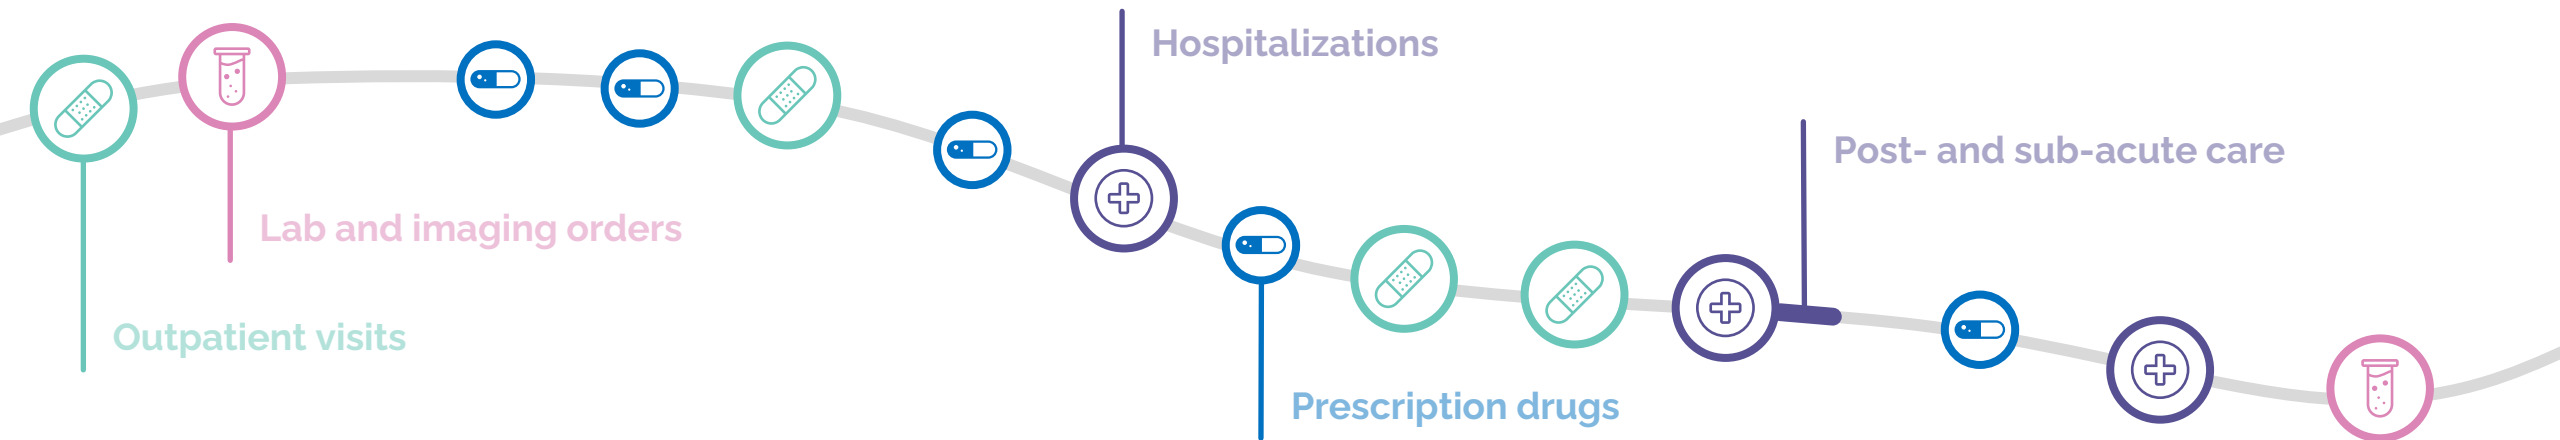 Hospitalizations
Post- and sub-acute care
Lab and imaging orders
Outpatient visits
Prescription drugs